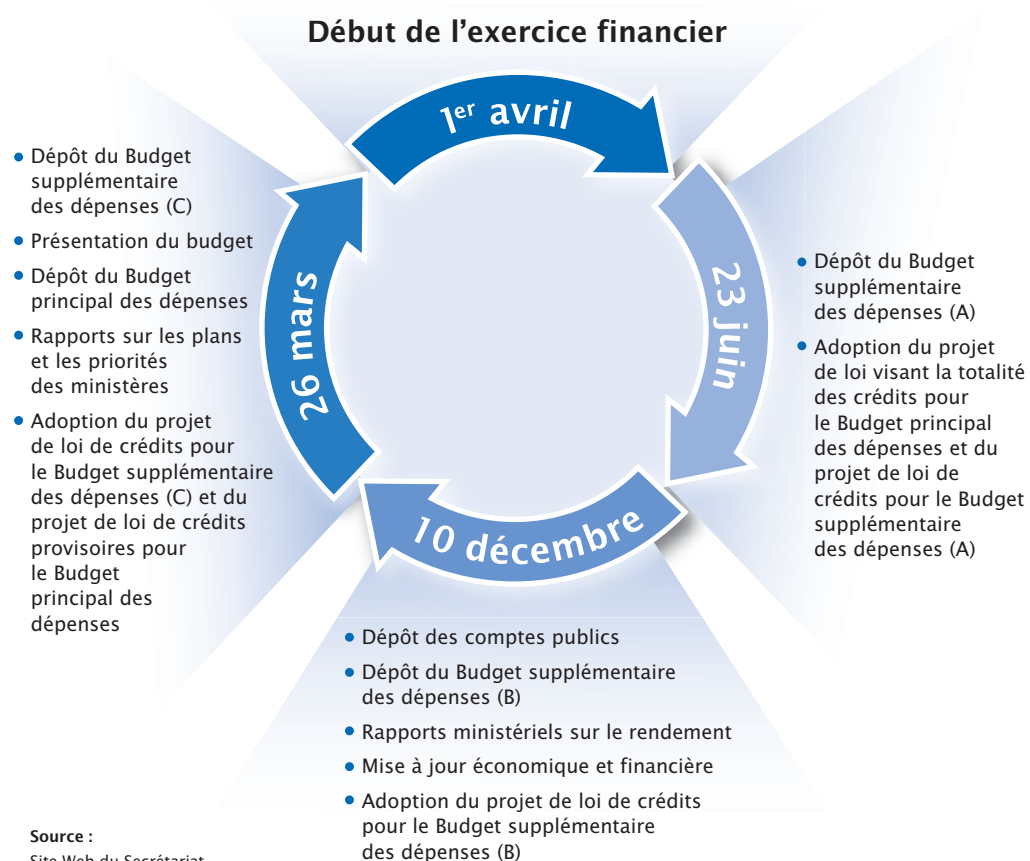 Début de l’exercice financier
1er avril
23 juin
• Dépôt du Budget
supplémentaire
des dépenses (A)
• Adoption du projet
de loi visant la totalité
des crédits pour
le Budget principal
des dépenses et du
projet de loi de
crédits pour le Budget
supplémentaire
des dépenses (A)
10 décembre
• Dépôt des comptes publics
• Dépôt du Budget supplémentaire
des dépenses (B)
• Rapports ministériels sur le rendement
• Mise à jour économique et financière
• Adoption du projet de loi de crédits
pour le Budget supplémentaire
des dépenses (B)
26 mars
• Dépôt du Budget
supplémentaire
des dépenses (C)
• Présentation du budget
• Dépôt du Budget
principal des dépenses
• Rapports sur les plans
et les priorités
des ministères
• Adoption du projet
de loi de crédits pour
le Budget supplémentaire
des dépenses (C) et du
projet de loi de crédits
provisoires pour
le Budget
principal des
dépenses
Source :
Site Web du Secrétariat